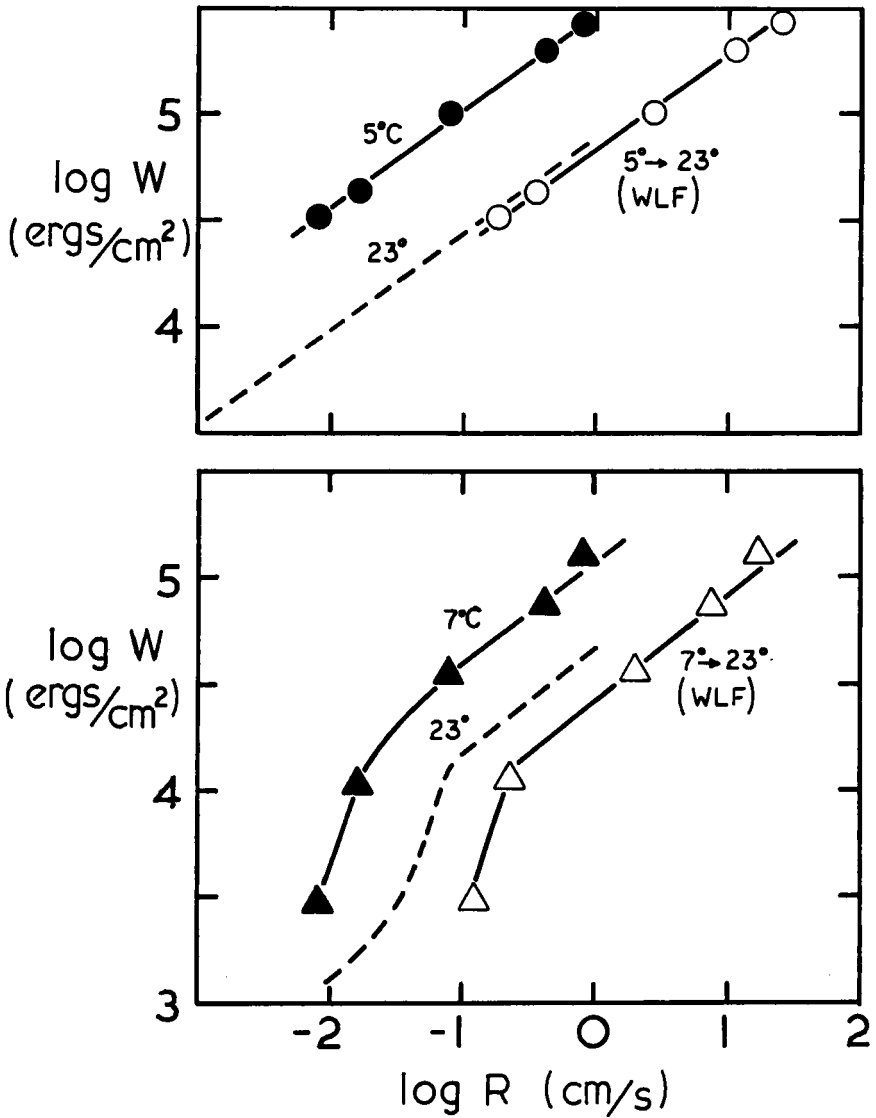 5
log W
(ergs/cm²)
4
5°C
23°
5°→ 23°
(WLF)
5
log W
(ergs/cm²)
4
3
7°C
23°
7°→ 23°
(WLF)
-2 -1 0 1 2
log R (cm/s)